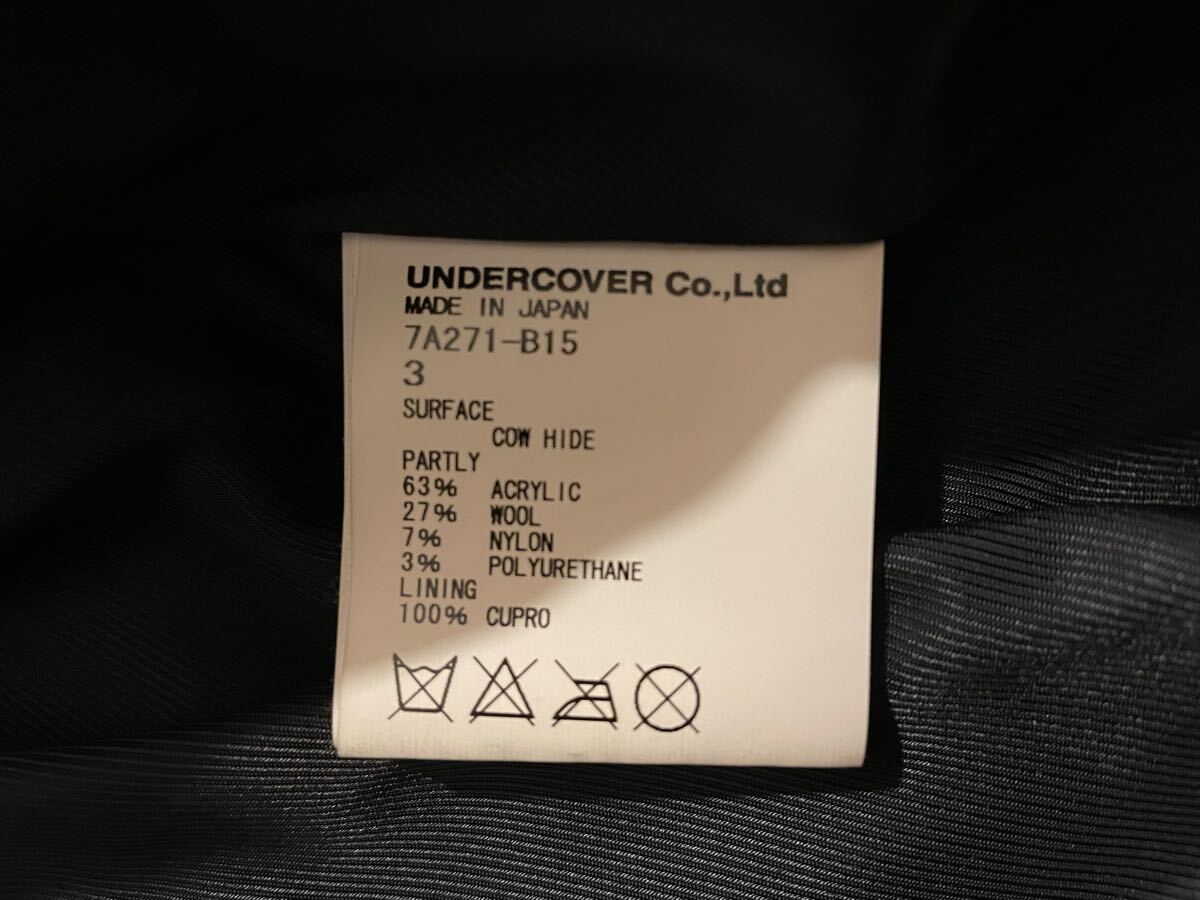 UNDERCOVER Co.,Ltd
MADE IN JAPAN
7A271-B15
3
SURFACE
COW HIDE
PARTLY
63% ACRYLIC
27% WOOL
7% NYLON
3% POLYURETHANE
LINING
100% CUPRO